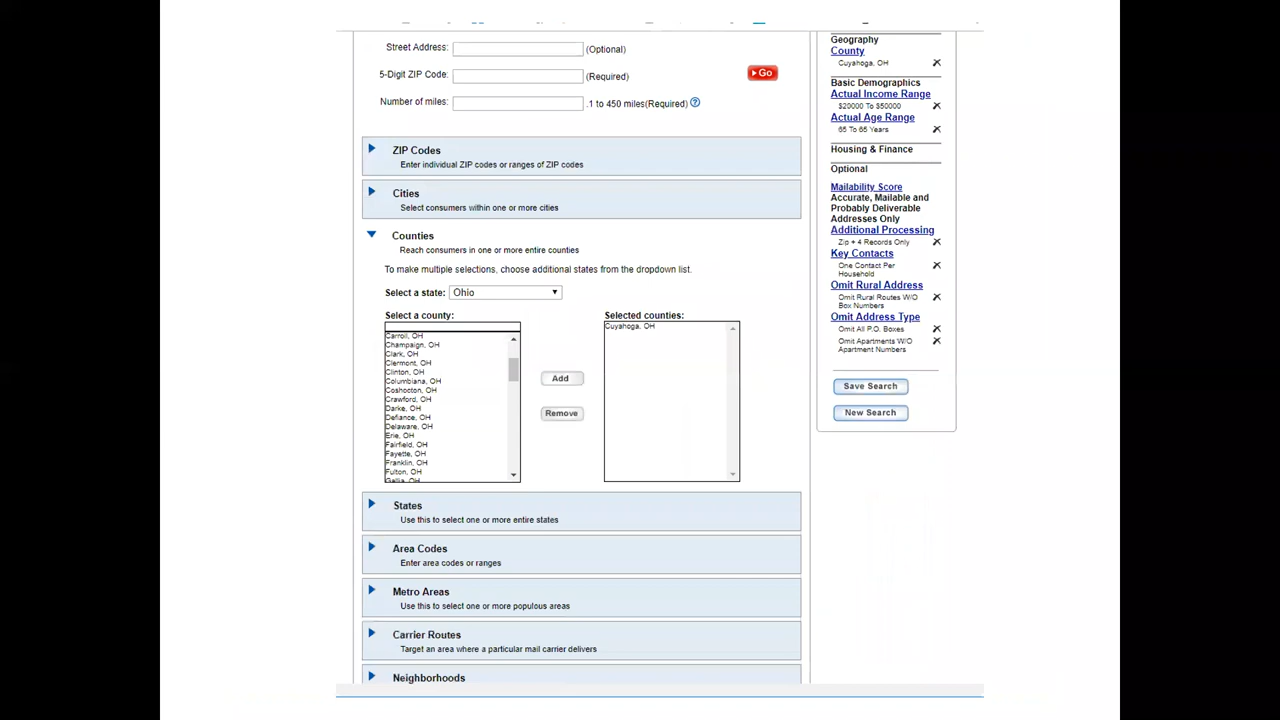 Street Address: (Optional)
5-Digit ZIP Code: (Required)
Go
Number of miles: .1 to 450 miles(Required) ?
ZIP Codes
Enter individual ZIP codes or ranges of ZIP codes
Cities
Select consumers within one or more cities
Counties
Reach consumers in one or more entire counties
To make multiple selections, choose additional states from the dropdown list.
Select a state: Ohio
Select a county:
Carroll, OH
Champaign, OH
Clark, OH
Clermont, OH
Clinton, OH
Columbiana, OH
Coshocton, OH
Crawford, OH
Darke, OH
Defiance, OH
Delaware, OH
Erie, OH
Fairfield, OH
Fayette, OH
Franklin, OH
Fulton, OH
Gallia, OH
Add
Remove
Selected counties:
Cuyahoga, OH
States
Use this to select one or more entire states
Area Codes
Enter area codes or ranges
Metro Areas
Use this to select one or more populous areas
Carrier Routes
Target an area where a particular mail carrier delivers
Neighborhoods
Geography
County
Cuyahoga, OH
Basic Demographics
Actual Income Range
$20000 To $50000
Actual Age Range
65 To 65 Years
Housing & Finance
Optional
Mailability Score
Accurate, Mailable and
Probably Deliverable
Addresses Only
Additional Processing
Zip + 4 Records Only
Key Contacts
One Contact Per
Household
Omit Rural Address
Omit Rural Routes W/O
Box Numbers
Omit Address Type
Omit All P.O. Boxes
Omit Apartments W/O
Apartment Numbers
Save Search
New Search